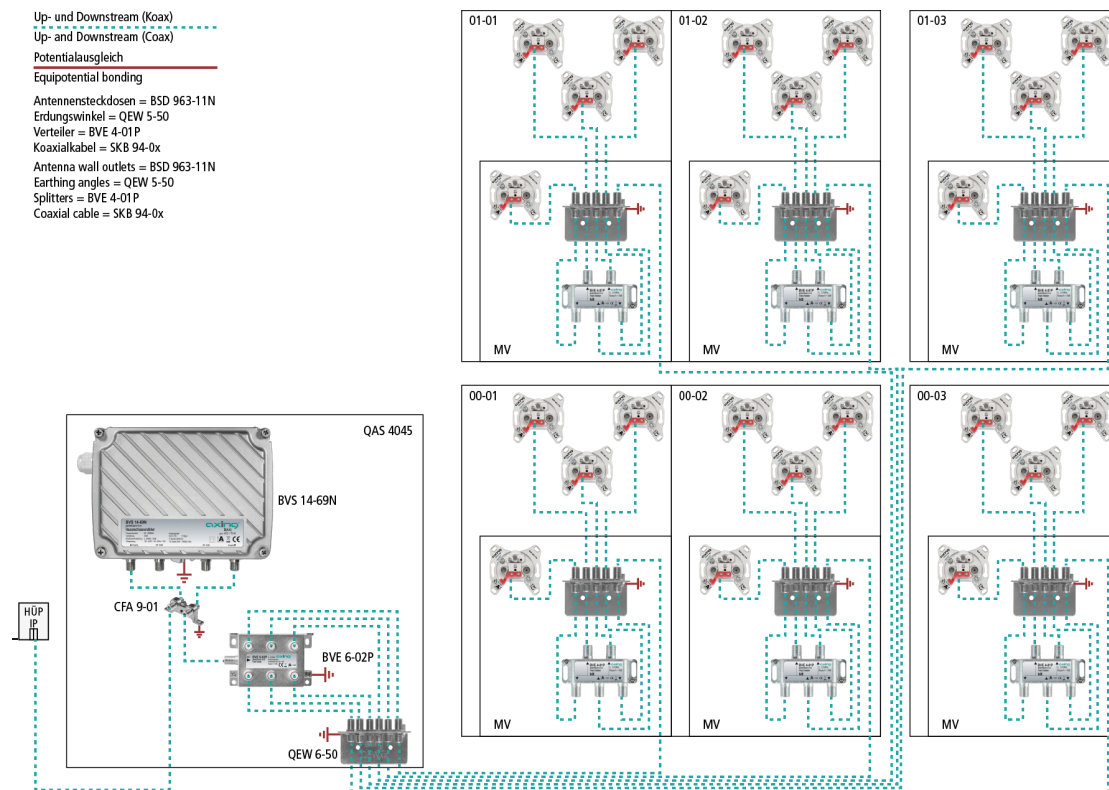 Up- und Downstream (Koax)
Up- and Downstream (Coax)
Potentialausgleich
Equipotential bonding
Antennensteckdosen = BSD 963-11N
Erdungswinkel = QEW 5-50
Verteiler = BVE 4-01P
Koaxialkabel = SKB 94-0x
Antenna wall outlets = BSD 963-11N
Earthing angles = QEW 5-50
Splitters = BVE 4-01P
Coaxial cable = SKB 94-0x
01-01
01-02
01-03
MV
MV
MV
00-01
00-02
00-03
MV
MV
MV
QAS 4045
BVS 14-69N
axing
CFA 9-01
HÜP
IP
BVE 6-02P
QEW 6-50